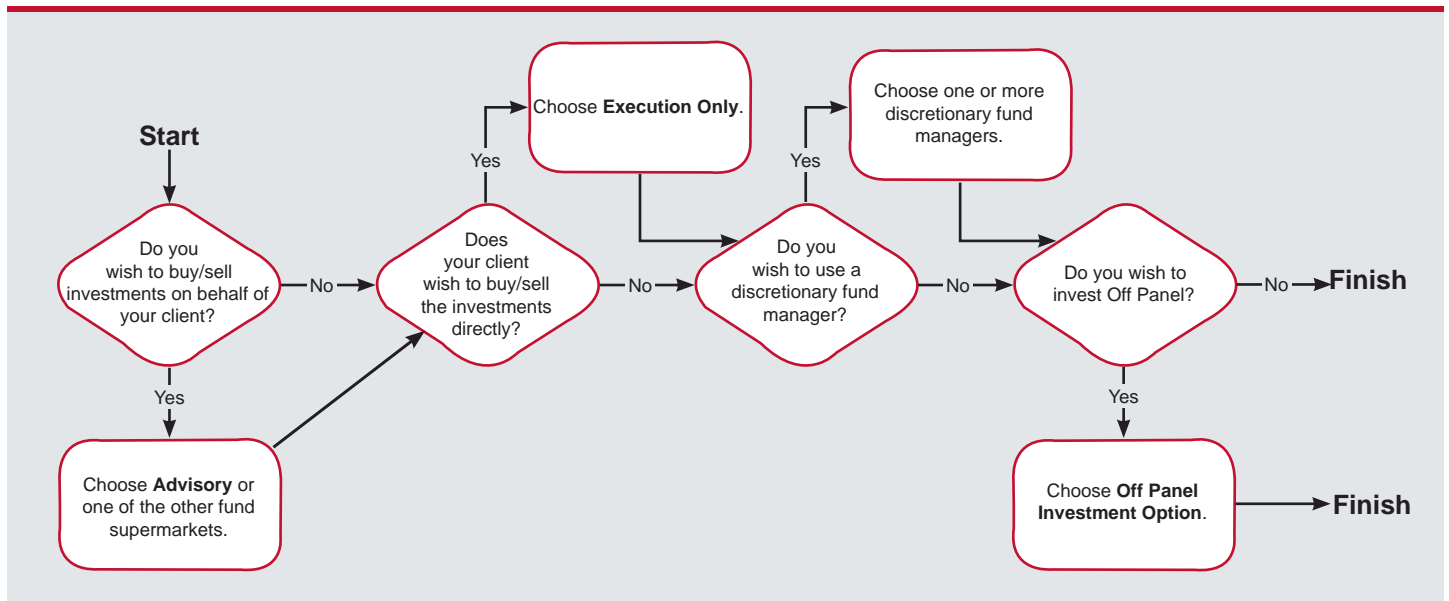 Start
Do you
wish to buy/sell
investments on behalf of
your client?
No
Yes
Choose Advisory or
one of the other fund
supermarkets.
Does
your client
wish to buy/sell
the investments
directly?
Yes
Choose Execution Only.
No
Do you
wish to use a
discretionary fund
manager?
Yes
Choose one or more
discretionary fund
managers.
No
Do you wish to
invest Off Panel?
No
Finish
Yes
Choose Off Panel
Investment Option.
Finish